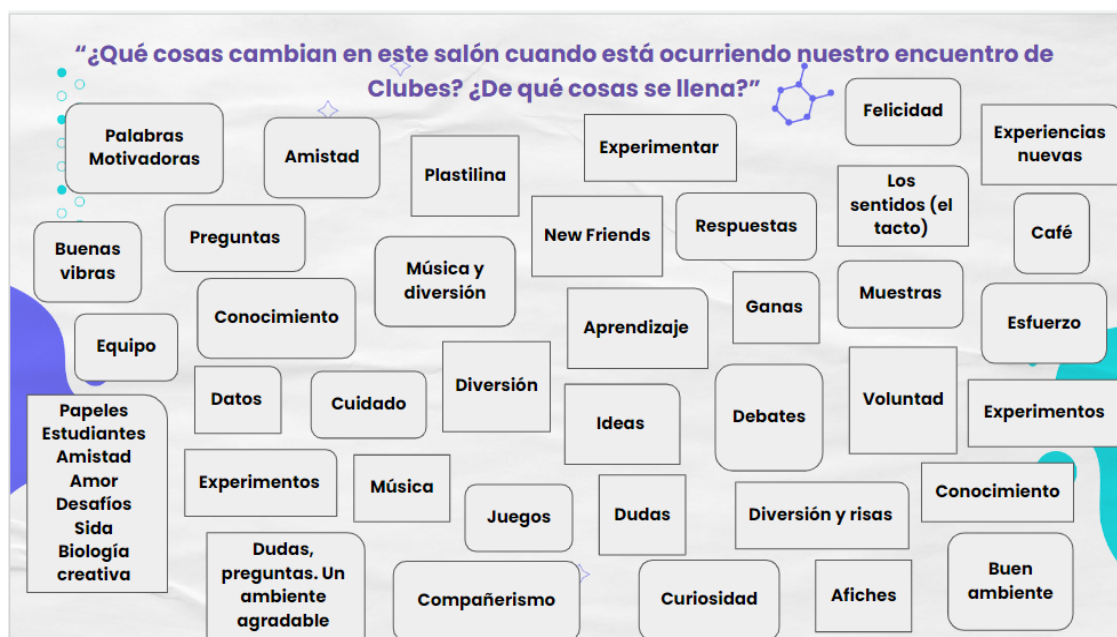 “¿Qué cosas cambian en este salón cuando está ocurriendo nuestro encuentro de
Clubes? ¿De qué cosas se llena?”
Palabras
Motivadoras
Amistad
Plastilina
Experimentar
Felicidad
Experiencias
nuevas
Buenas
vibras
Preguntas
Música y
diversión
New Friends
Respuestas
Los
sentidos (el
tacto)
Café
Equipo
Conocimiento
Aprendizaje
Ganas
Muestras
Esfuerzo
Papeles
Estudiantes
Amistad
Amor
Desafíos
Sida
Biología
creativa
Datos
Cuidado
Diversión
Ideas
Debates
Voluntad
Experimentos
Experimentos
Música
Juegos
Dudas
Diversión y risas
Conocimiento
Dudas,
preguntas. Un
ambiente
agradable
Compañerismo
Curiosidad
Afiches
Buen
ambiente